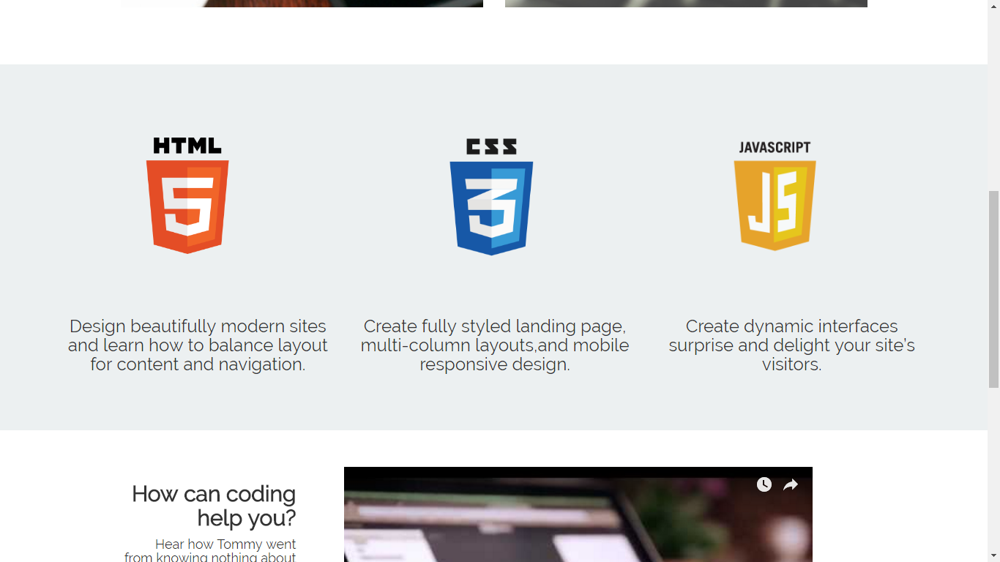 HTML
5
CSS
3
JAVASCRIPT
JS
Design beautifully modern sites
and learn how to balance layout
for content and navigation.
Create fully styled landing page,
multi-column layouts,and mobile
responsive design.
Create dynamic interfaces
surprise and delight your site’s
visitors.
How can coding
help you?
Hear how Tommy went
from knowing nothing about